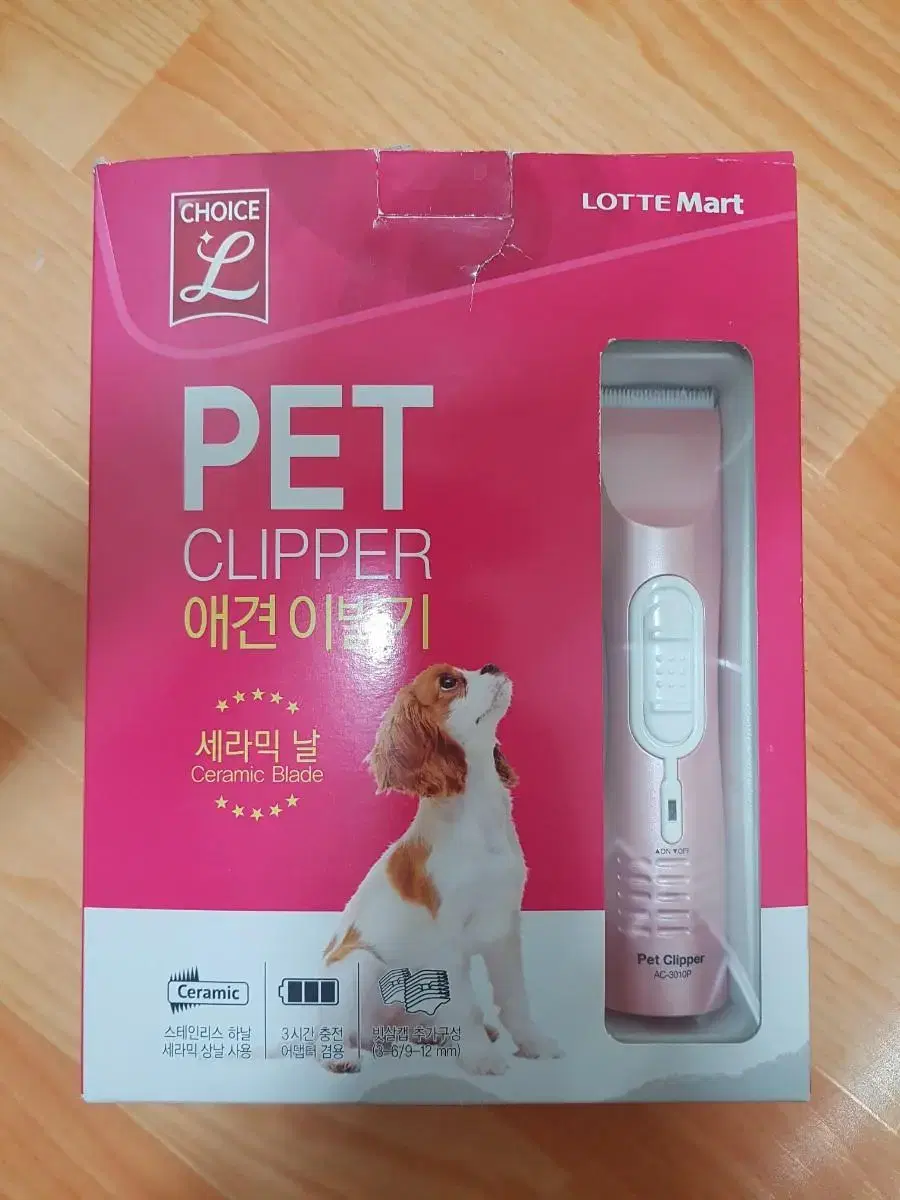 CHOICE
L
LOTTE Mart
PET
CLIPPER
애견 이발기
세라믹 날
Ceramic Blade
▲ON ▼OFF
Pet Clipper
AC-3010P
Ceramic
스테인리스 하날
세라믹 상날 사용
3시간 충전
어댑터 겸용
빗살캡 추가구성
(3-6/9-12 mm)